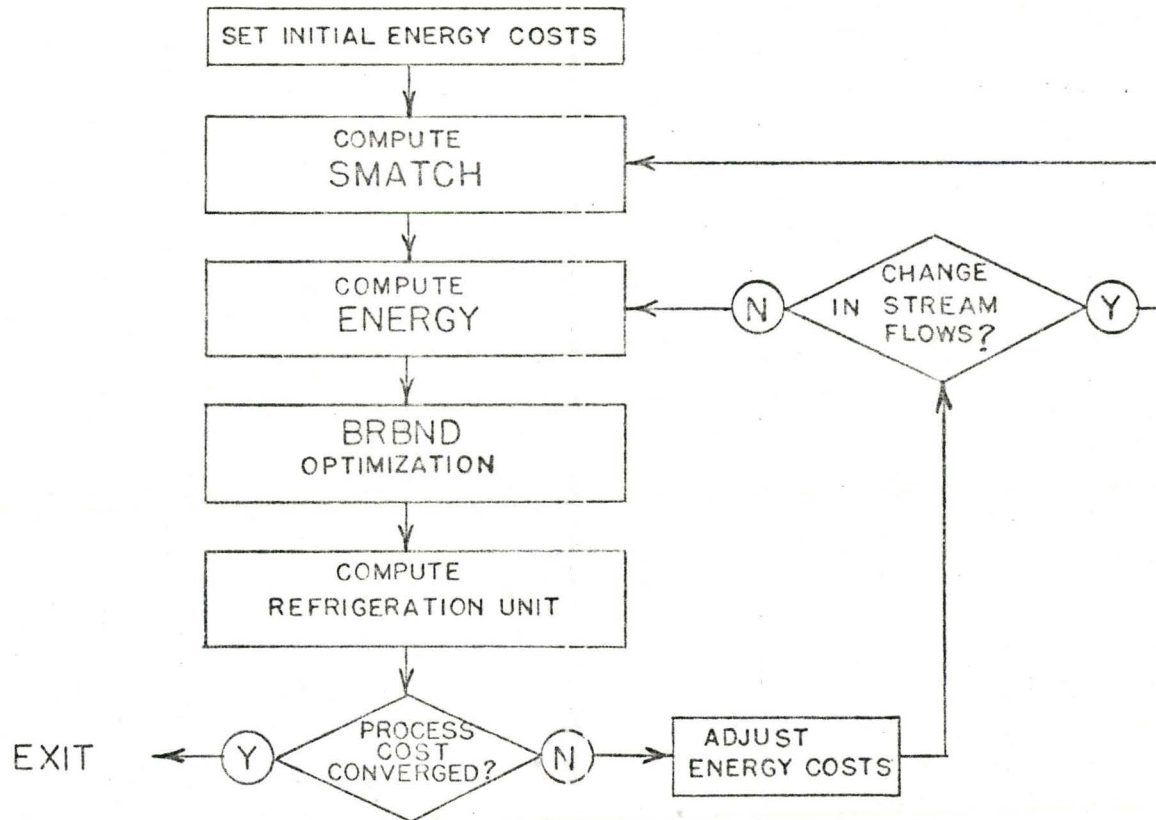 SET INITIAL ENERGY COSTS
COMPUTE
SMATCH
COMPUTE
ENERGY
N
CHANGE
IN STREAM
FLOWS?
Y
BRBND
OPTIMIZATION
COMPUTE
REFRIGERATION UNIT
EXIT
Y
PROCESS
COST
CONVERGED?
N
ADJUST
ENERGY COSTS